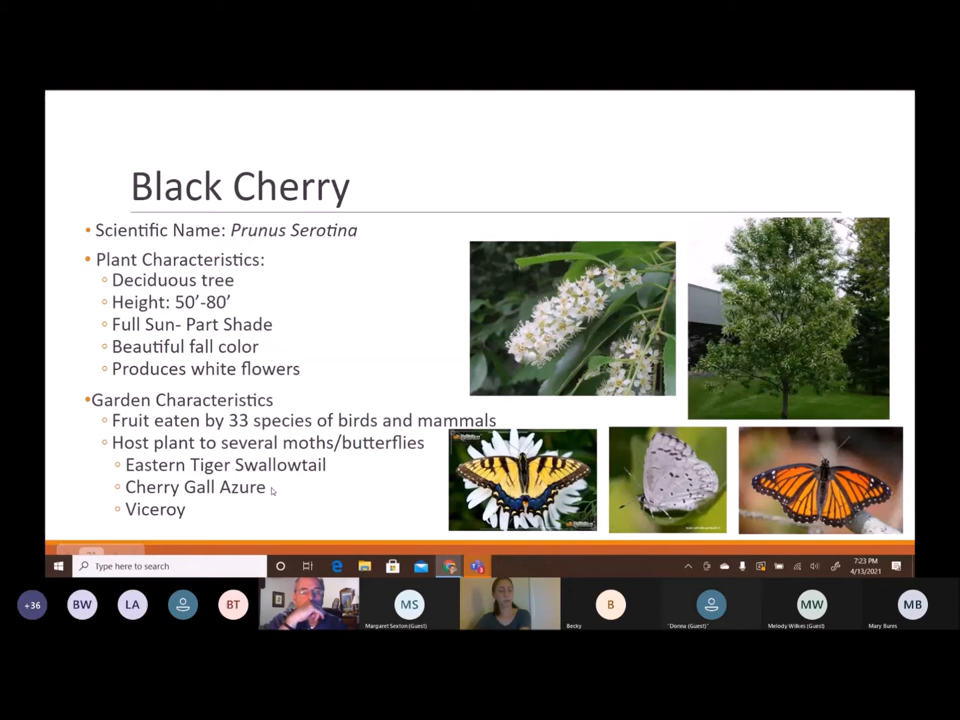 Black Cherry
• Scientific Name: Prunus Serotina
• Plant Characteristics:
◦ Deciduous tree
◦ Height: 50’-80’
◦ Full Sun- Part Shade
◦ Beautiful fall color
◦ Produces white flowers
•Garden Characteristics
◦ Fruit eaten by 33 species of birds and mammals
◦ Host plant to several moths/butterflies
◦ Eastern Tiger Swallowtail
◦ Cherry Gall Azure
◦ Viceroy
Type here to search
7:23 PM
4/13/2021
+36
BW
LA
BT
MS
B
MW
MB
Margaret Sexton (Guest)
Becky
"Donna (Guest)"
Melody Wilkes (Guest)
Mary Bures